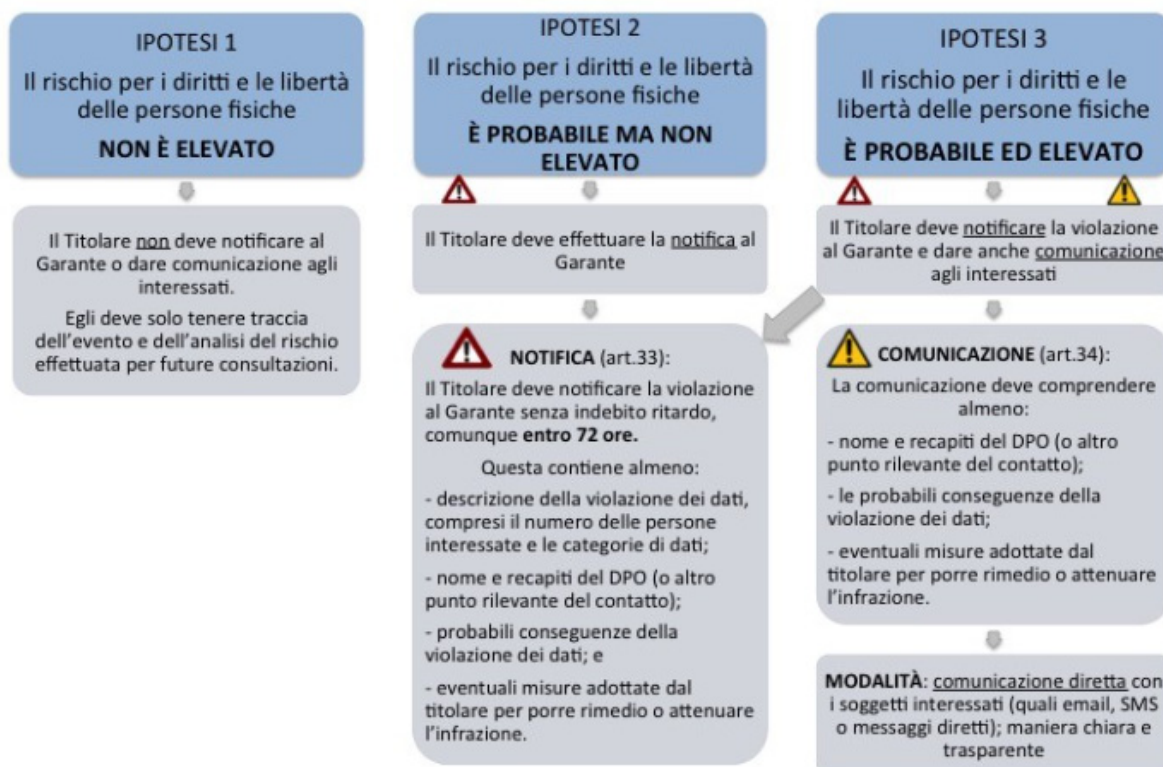 IPOTESI 1
Il rischio per i diritti e le libertà
delle persone fisiche
NON È ELEVATO
Il Titolare non deve notificare al
Garante o dare comunicazione agli
interessati.
Egli deve solo tenere traccia
dell'evento e dell'analisi del rischio
effettuata per future consultazioni.
IPOTESI 2
Il rischio per i diritti e le libertà
delle persone fisiche
È PROBABILE MA NON
ELEVATO
Il Titolare deve effettuare la notifica al
Garante
NOTIFICA (art.33):
Il Titolare deve notificare la violazione
al Garante senza indebito ritardo,
comunque entro 72 ore.
Questa contiene almeno:
- descrizione della violazione dei dati,
compresi il numero delle persone
interessate e le categorie di dati;
- nome e recapiti del DPO (o altro
punto rilevante del contatto);
- probabili conseguenze della
violazione dei dati; e
- eventuali misure adottate dal
titolare per porre rimedio o attenuare
l'infrazione.
IPOTESI 3
Il rischio per i diritti e le
libertà delle persone fisiche
È PROBABILE ED ELEVATO
Il Titolare deve notificare la violazione
al Garante e dare anche comunicazione
agli interessati
COMUNICAZIONE (art.34):
La comunicazione deve comprendere
almeno:
- nome e recapiti del DPO (o altro
punto rilevante del contatto);
- le probabili conseguenze della
violazione dei dati;
- eventuali misure adottate dal
titolare per porre rimedio o attenuare
l'infrazione.
MODALITÀ: comunicazione diretta con
i soggetti interessati (quali email, SMS
o messaggi diretti); maniera chiara e
trasparente